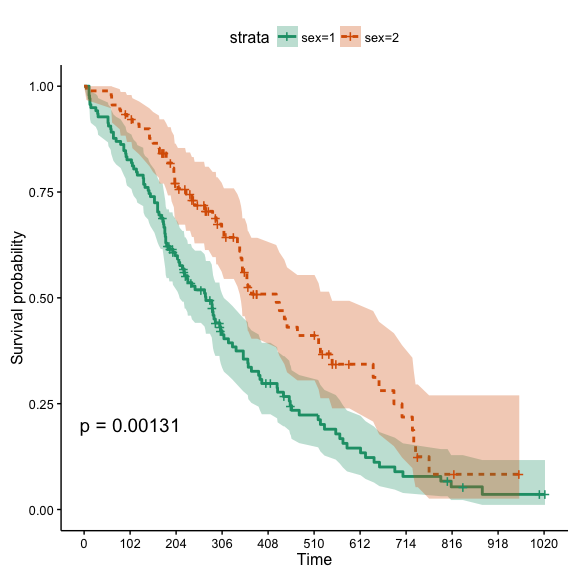 strata sex=1 sex=2
Survival probability
1.00
0.75
0.50
0.25
0.00
p = 0.00131
0 102 204 306 408 510 612 714 816 918 1020
Time